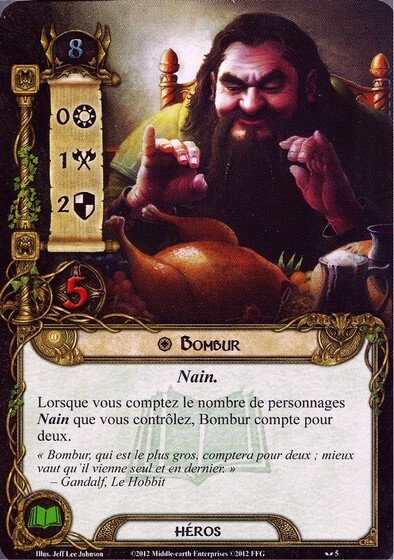 8
0
1
2
5
Bombur
Nain.
Lorsque vous comptez le nombre de personnages
Nain que vous contrôlez, Bombur compte pour
deux.
« Bombur, qui est le plus gros, comptera pour deux ; mieux
vaut qu'il vienne seul et en dernier. »
– Gandalf, Le Hobbit
HÉROS
Illus. Jeff Lee Johnson ©2012 Middle-earth Enterprises ©2012 FFG 5